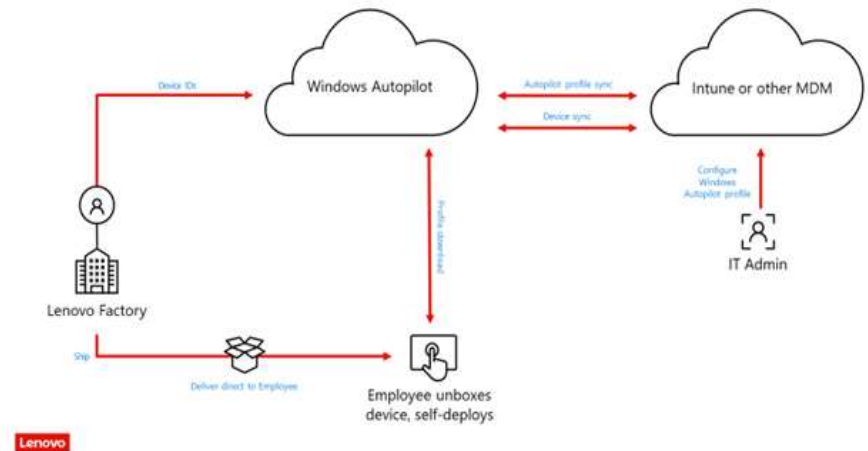 Device IDs
Windows Autopilot
Autopilot profile sync
Device sync
Intune or other MDM
Configure
Windows
Autopilot profile
IT Admin
Profile download
Lenovo Factory
Ship
Deliver direct to Employee
Employee unboxes
device, self-deploys
Lenovo